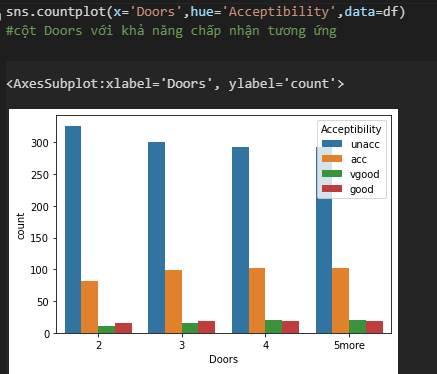 sns.countplot(x='Doors',hue='Acceptibility',data=df)
#cột Doors với khả năng chấp nhận tương ứng
<AxesSubplot:xlabel='Doors', ylabel='count'>
Acceptibility
unacc
acc
vgood
good
300
250
200
150
100
50
0
count
2 3 4 5more
Doors